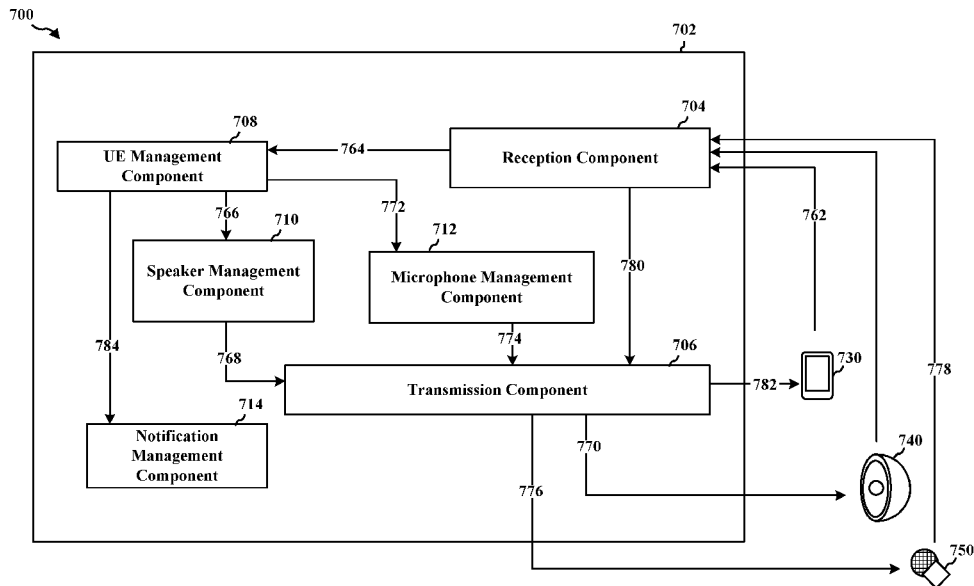 700
702
708
UE Management
Component
764
704
Reception Component
766
710
772
712
762
Speaker Management
Component
Microphone Management
Component
780
784
768
774
706
730
778
Transmission Component
782
714
Notification
Management
Component
770
740
776
750